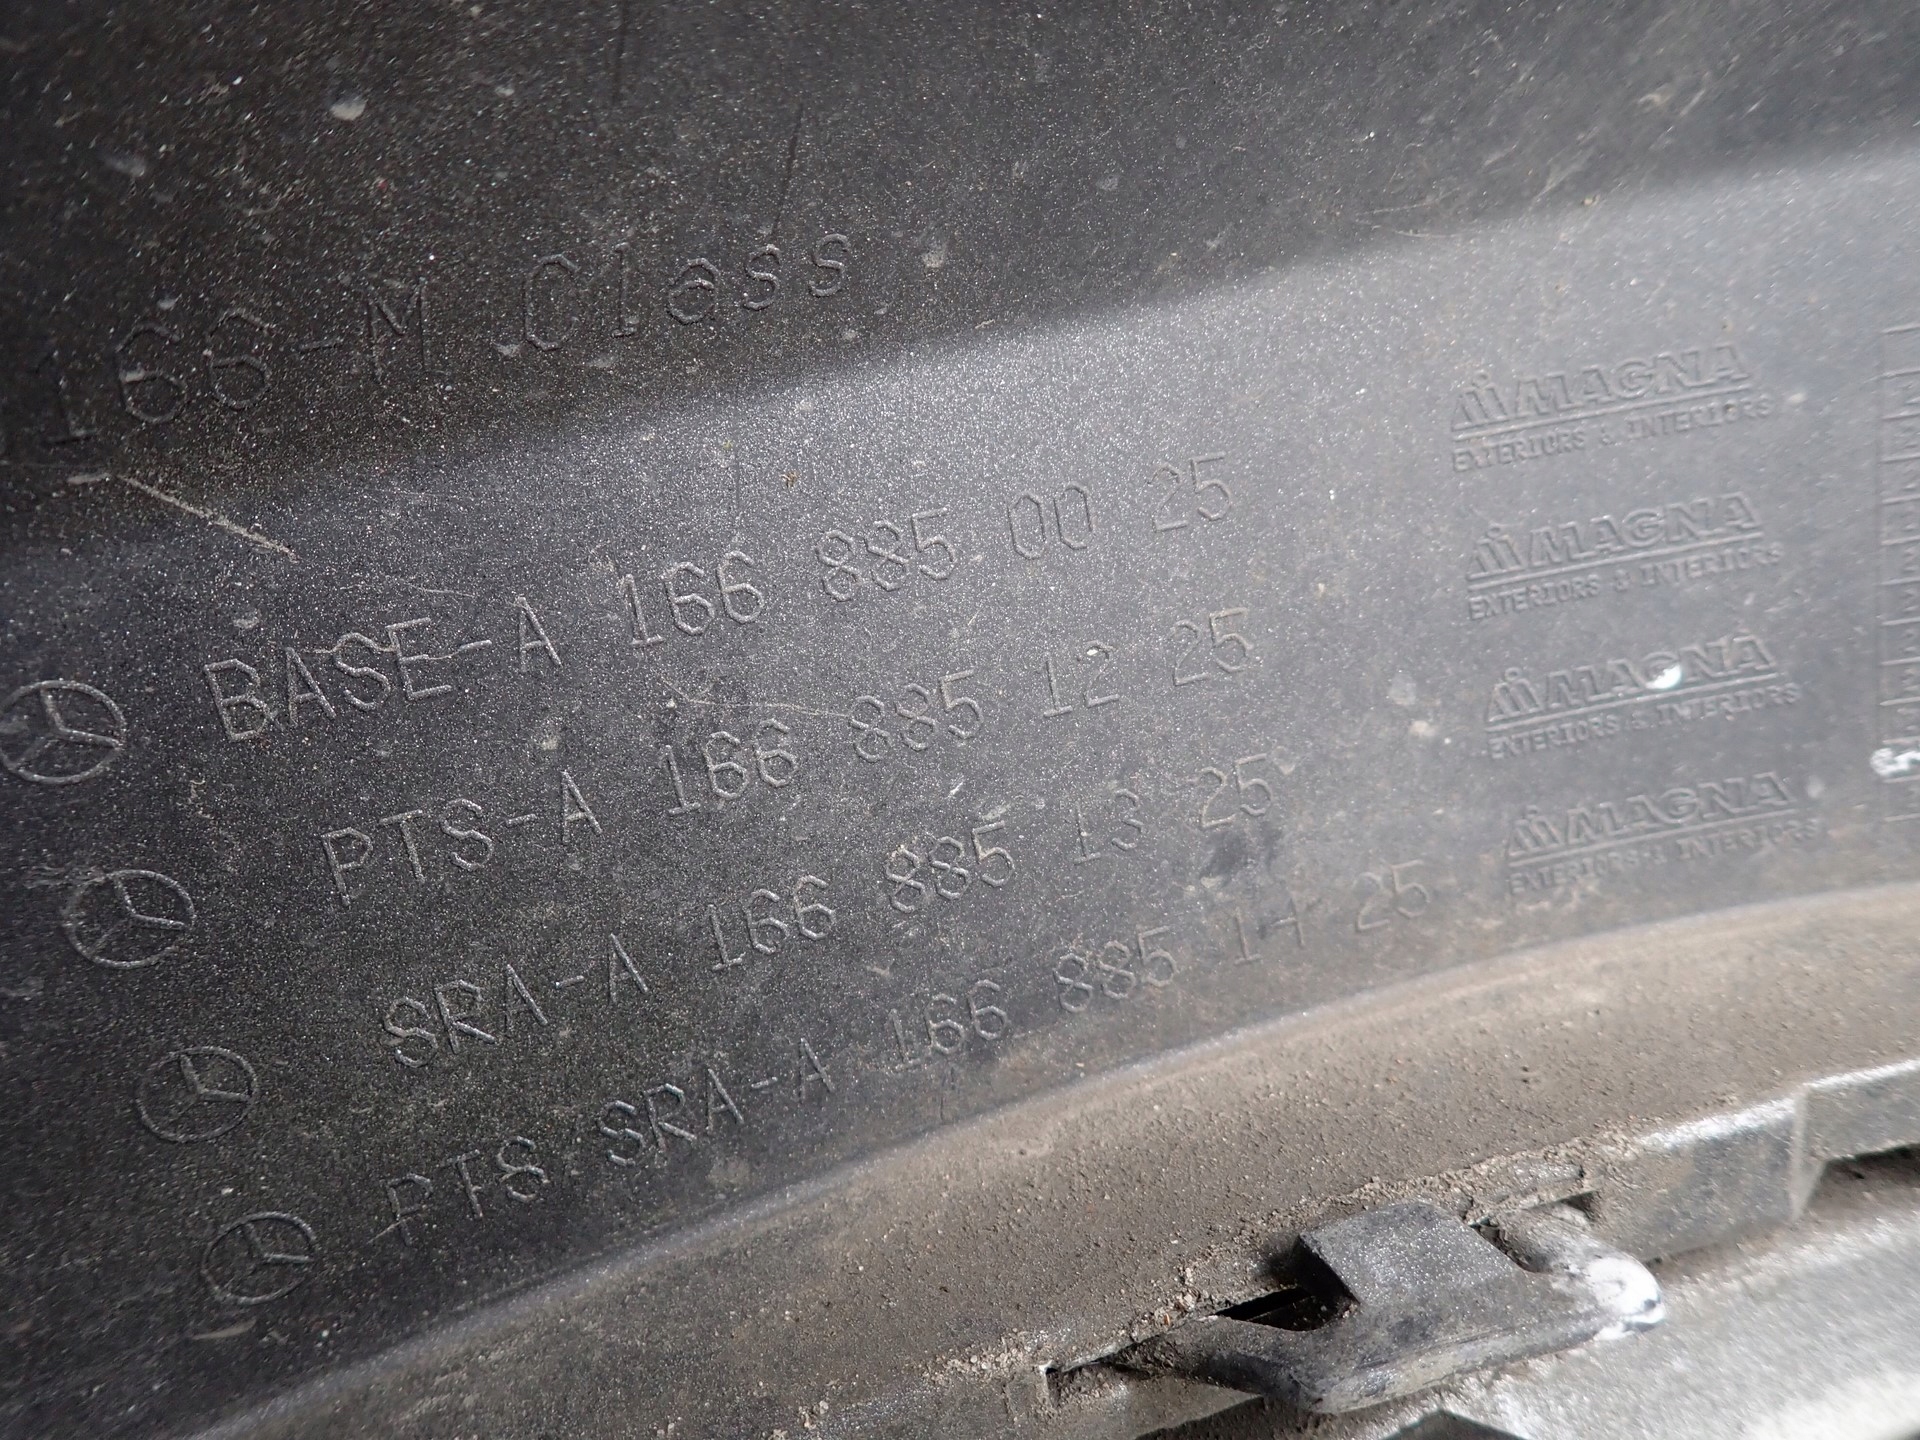 166-M Class
BASE-A 166 885 00 25
PTS-A 166 885 12 25
SRA-A 166 885 13 25
PTS SRA-A 166 885 14 25
MAGNA
EXTERIORS & INTERIORS
MAGNA
EXTERIORS & INTERIORS
MAGNA
EXTERIORS & INTERIORS
MAGNA
EXTERIORS & INTERIORS